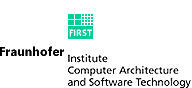 FIRST
Fraunhofer Institute
Computer Architecture
and Software Technology